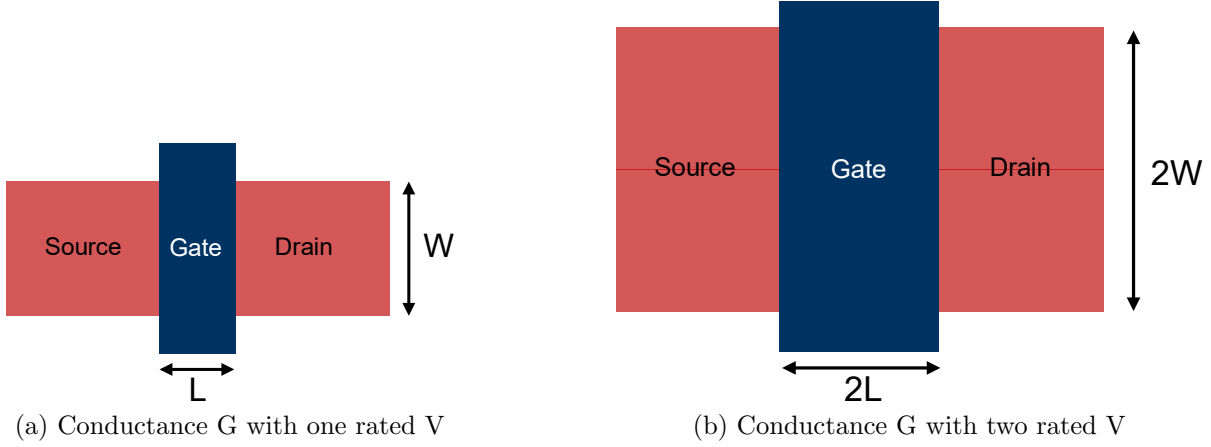 Source
Gate
Drain
W
L
(a) Conductance G with one rated V
Source
Gate
Drain
2W
2L
(b) Conductance G with two rated V